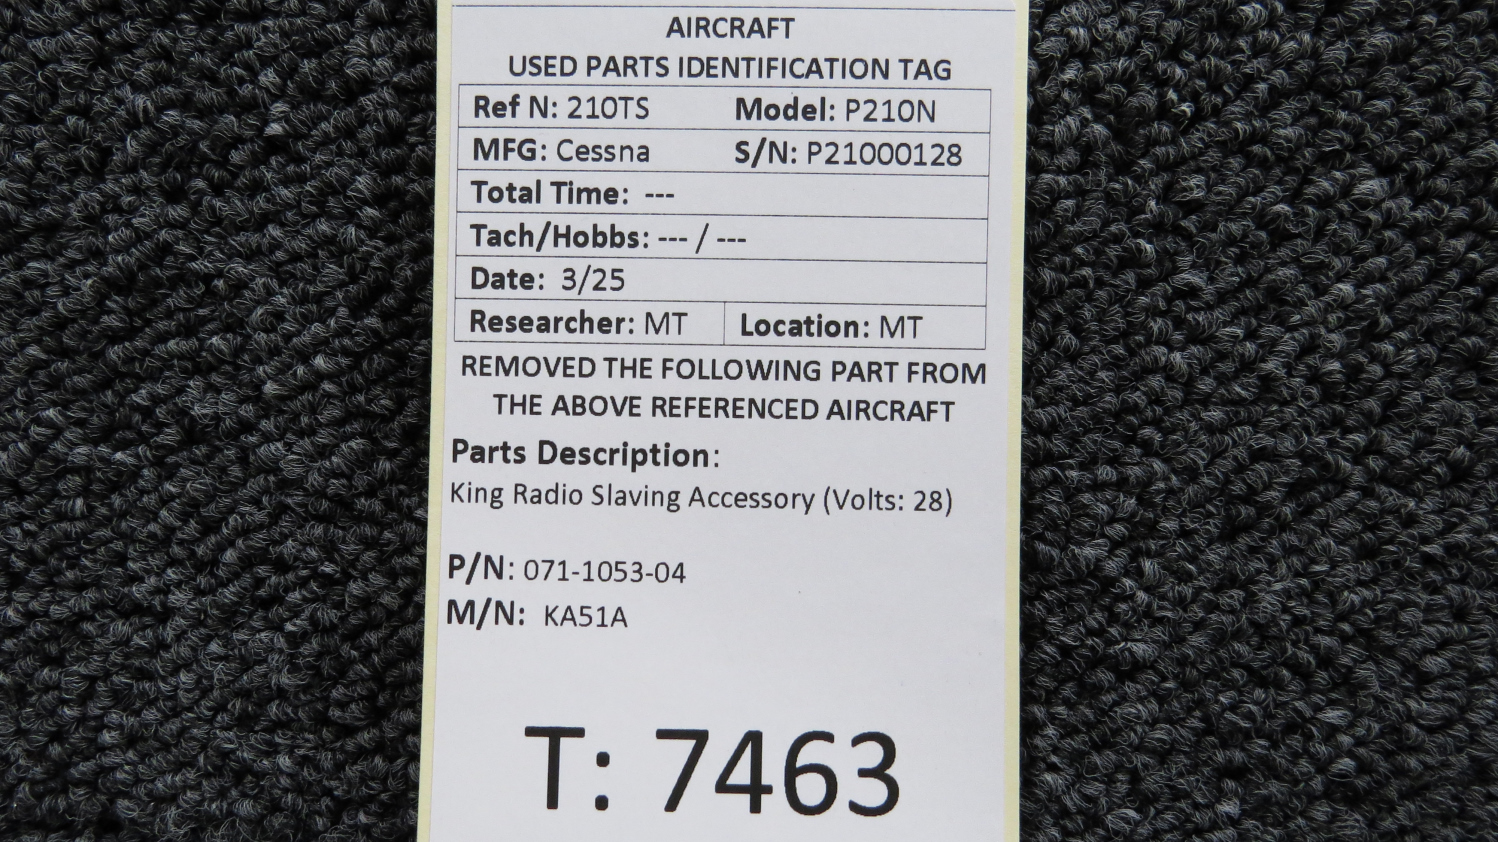 AIRCRAFT
USED PARTS IDENTIFICATION TAG
Ref N: 210TS Model: P210N
MFG: Cessna S/N: P21000128
Total Time: ---
Tach/Hobbs: --- / ---
Date: 3/25
Researcher: MT Location: MT
REMOVED THE FOLLOWING PART FROM
THE ABOVE REFERENCED AIRCRAFT
Parts Description:
King Radio Slaving Accessory (Volts: 28)
P/N: 071-1053-04
M/N: KA51A
T: 7463